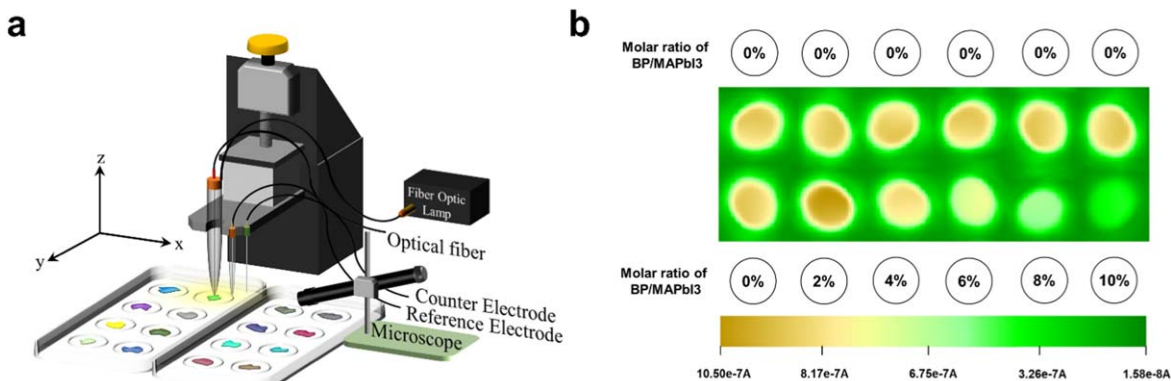 a
z
x
y
Fiber Optic
Lamp
Optical fiber
Counter Electrode
Reference Electrode
Microscope
b
Molar ratio of
BP/MAPbI3
0% 0% 0% 0% 0% 0%
Molar ratio of
BP/MAPbI3
0% 2% 4% 6% 8% 10%
10.50e-7A 8.17e-7A 6.75e-7A 3.26e-7A 1.58e-8A